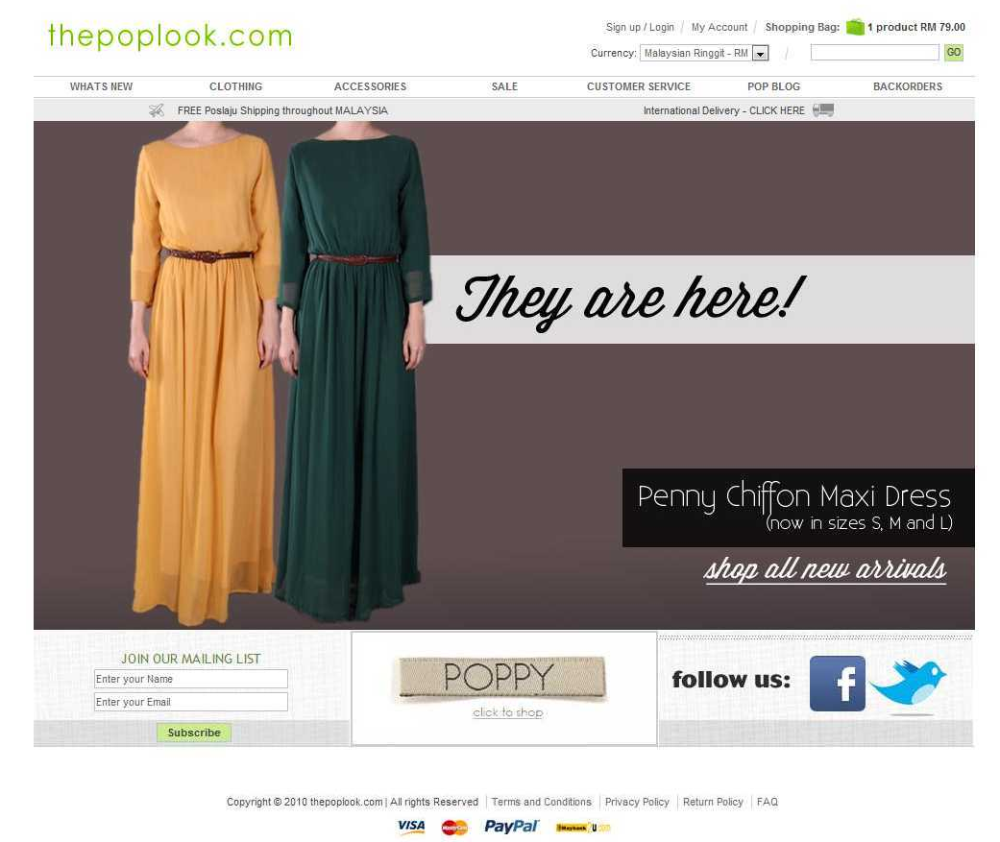 thepoplook.com
Sign up / Login / My Account / Shopping Bag: 1 product RM 79.00
Currency: Malaysian Ringgit - RM / GO
WHATS NEW CLOTHING ACCESSORIES SALE CUSTOMER SERVICE POP BLOG BACKORDERS
FREE Poslaju Shipping throughout MALAYSIA International Delivery - CLICK HERE
They are here!
Penny Chiffon Maxi Dress
(now in sizes S, M and L)
shop all new arrivals
JOIN OUR MAILING LIST
Enter your Name
Enter your Email
Subscribe
POPPY
click to shop
follow us: f
Copyright © 2010 thepoplook.com | All rights Reserved | Terms and Conditions | Privacy Policy | Return Policy | FAQ
VISA MasterCard PayPal Maybank2U.com